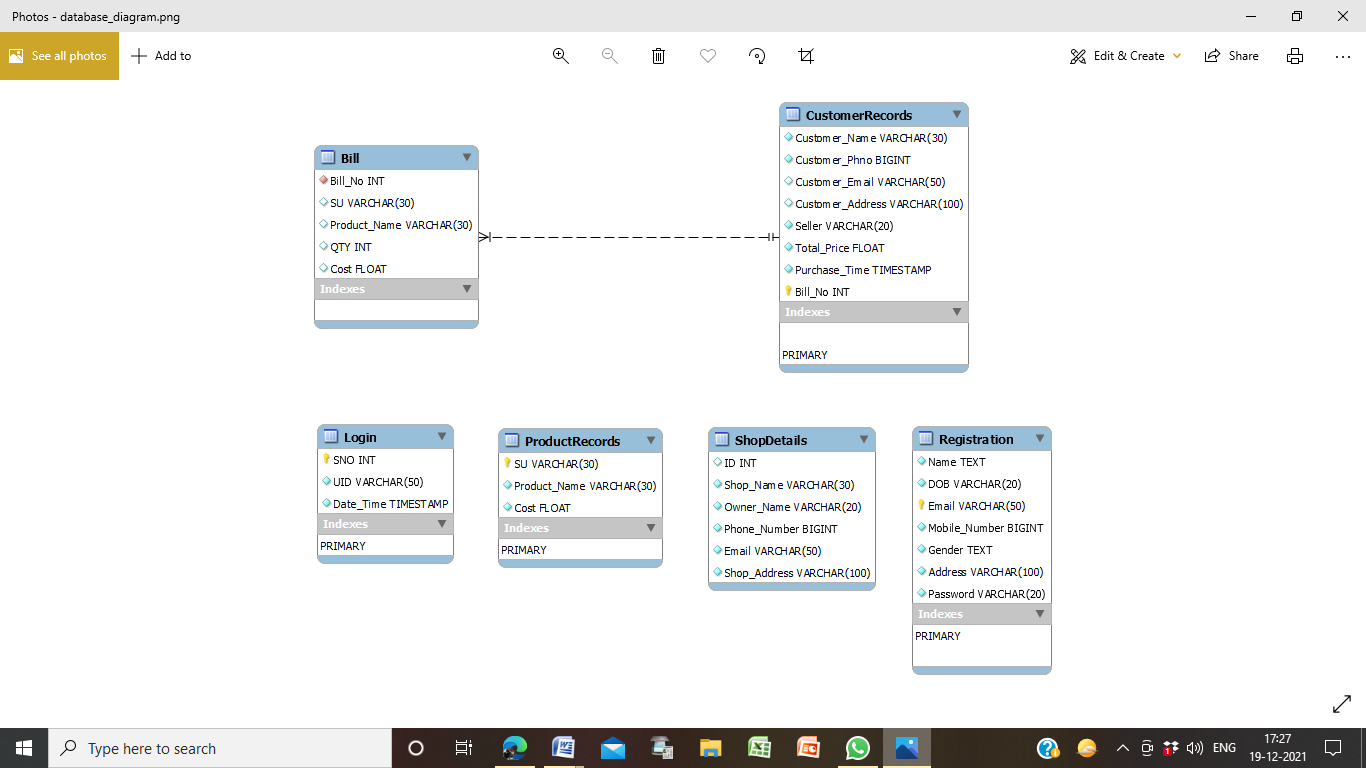 Photos - database_diagram.png
See all photos
Add to
Edit & Create
Share
CustomerRecords
Customer_Name VARCHAR(30)
Customer_Phno BIGINT
Customer_Email VARCHAR(50)
Customer_Address VARCHAR(100)
Seller VARCHAR(20)
Total_Price FLOAT
Purchase_Time TIMESTAMP
Bill_No INT
Indexes
PRIMARY
Bill
Bill_No INT
SU VARCHAR(30)
Product_Name VARCHAR(30)
QTY INT
Cost FLOAT
Indexes
Login
SNO INT
UID VARCHAR(50)
Date_Time TIMESTAMP
Indexes
PRIMARY
ProductRecords
SU VARCHAR(30)
Product_Name VARCHAR(30)
Cost FLOAT
Indexes
PRIMARY
ShopDetails
ID INT
Shop_Name VARCHAR(30)
Owner_Name VARCHAR(20)
Phone_Number BIGINT
Email VARCHAR(50)
Shop_Address VARCHAR(100)
Registration
Name TEXT
DOB VARCHAR(20)
Email VARCHAR(50)
Mobile_Number BIGINT
Gender TEXT
Address VARCHAR(100)
Password VARCHAR(20)
Indexes
PRIMARY
Type here to search
ENG
17:27
19-12-2021